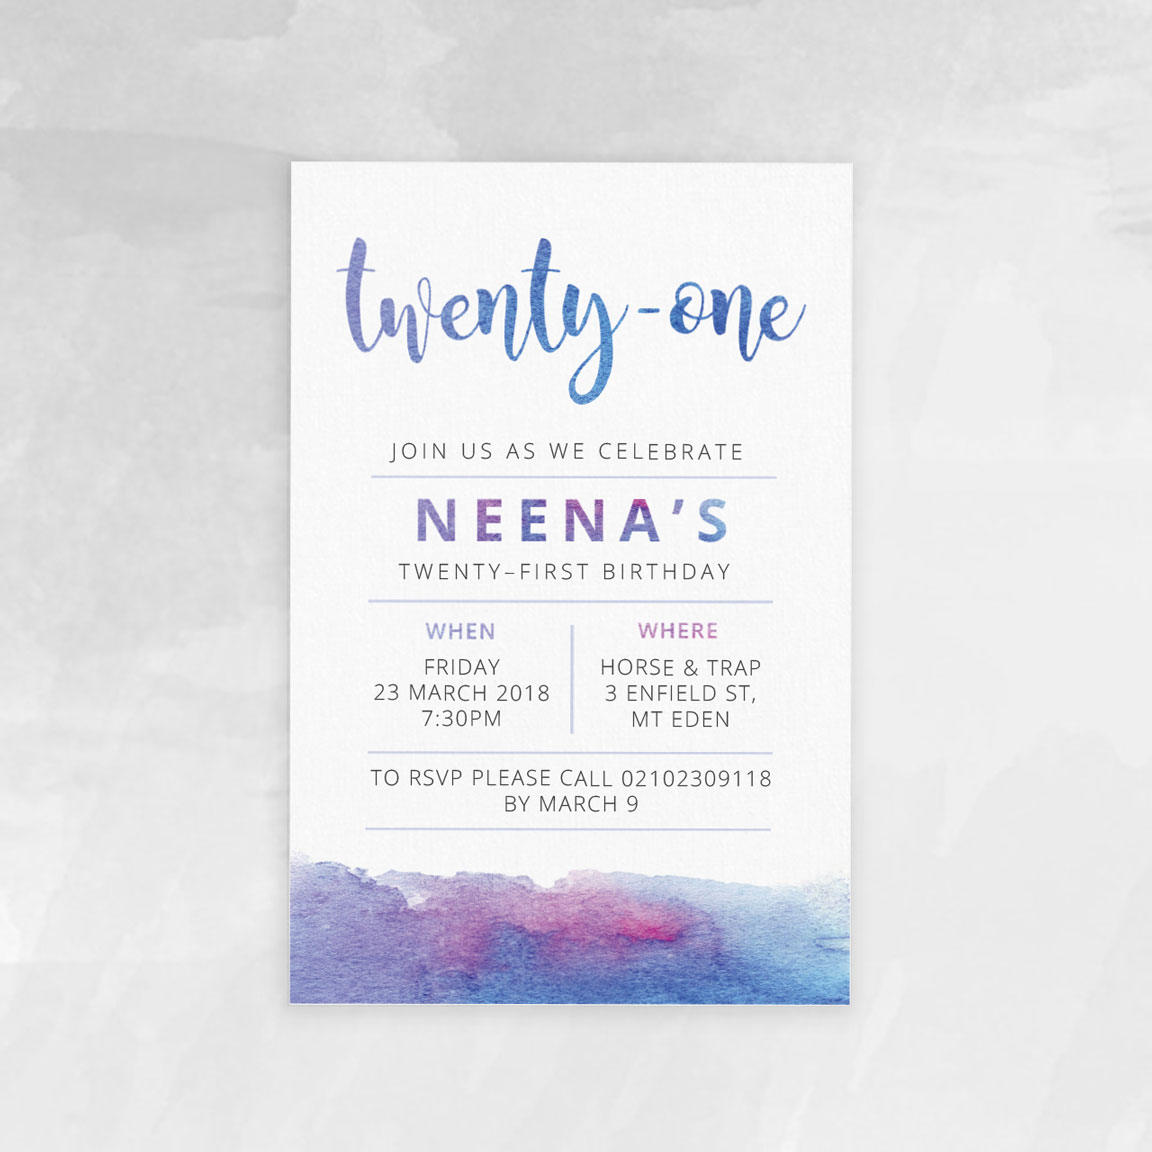 twenty-one
JOIN US AS WE CELEBRATE
NEENA'S
TWENTY–FIRST BIRTHDAY
WHEN
FRIDAY
23 MARCH 2018
7:30PM
WHERE
HORSE & TRAP
3 ENFIELD ST,
MT EDEN
TO RSVP PLEASE CALL 02102309118
BY MARCH 9